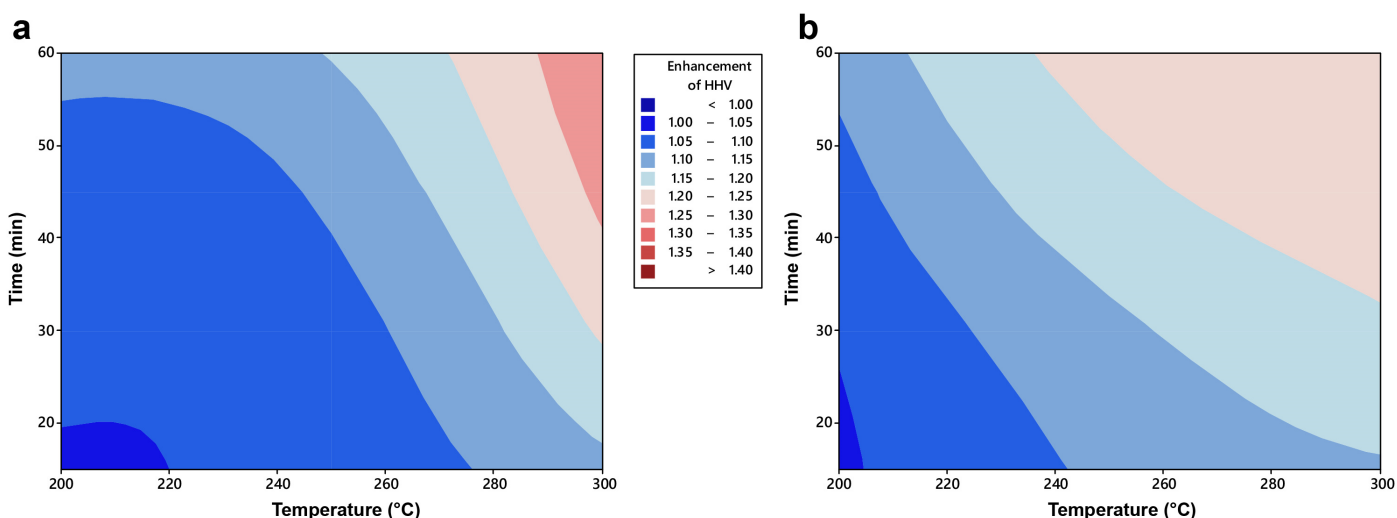 a
60
50
40
30
20
Time (min)
200 220 240 260 280 300
Temperature (°C)
Enhancement
of HHV
< 1.00
1.00 – 1.05
1.05 – 1.10
1.10 – 1.15
1.15 – 1.20
1.20 – 1.25
1.25 – 1.30
1.30 – 1.35
1.35 – 1.40
> 1.40
b
60
50
40
30
20
Time (min)
200 220 240 260 280 300
Temperature (°C)